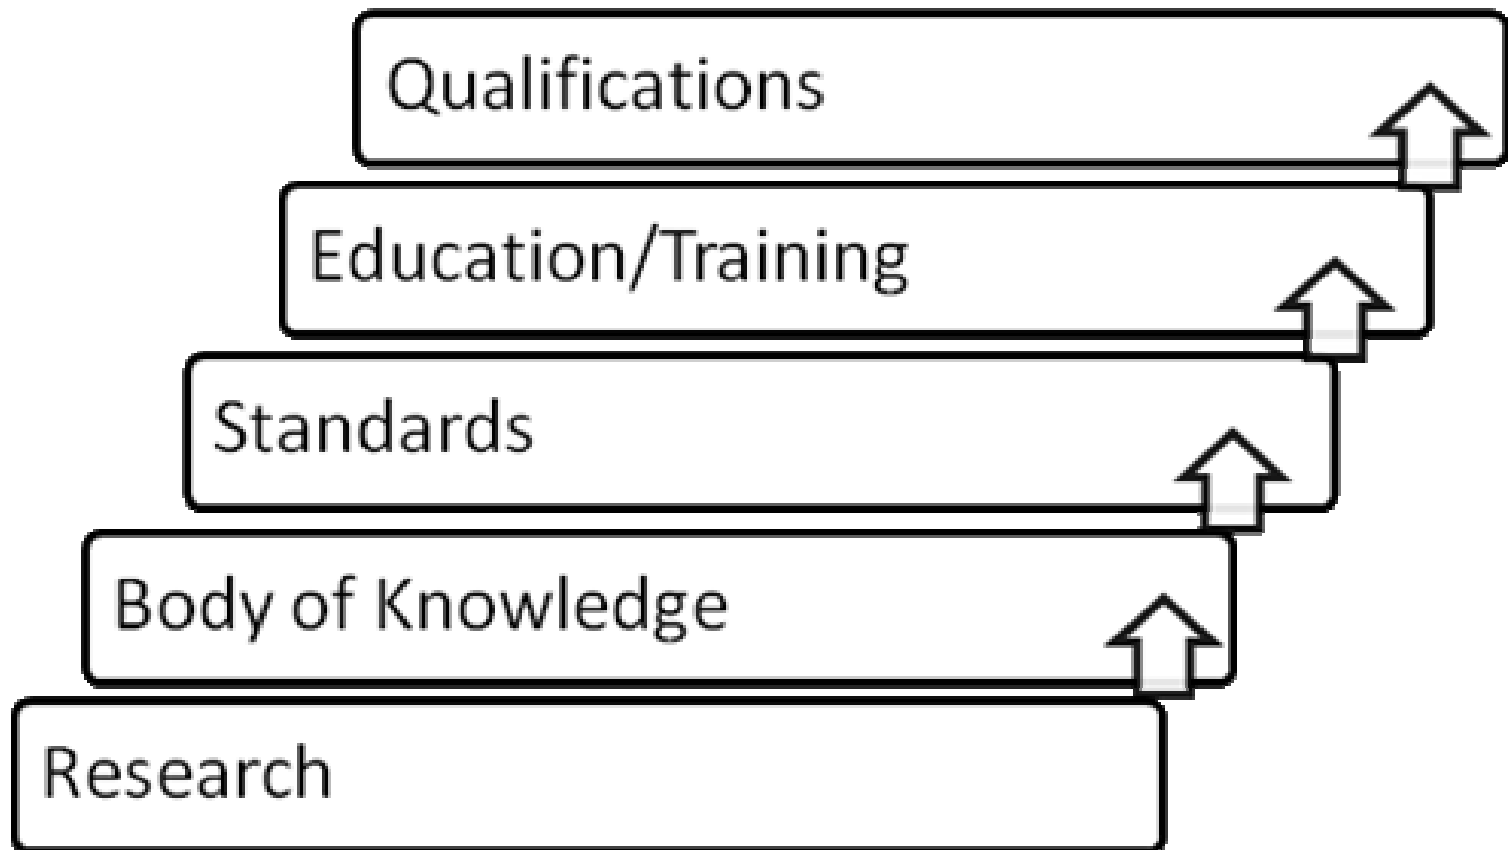 Qualifications
Education/Training
Standards
Body of Knowledge
Research